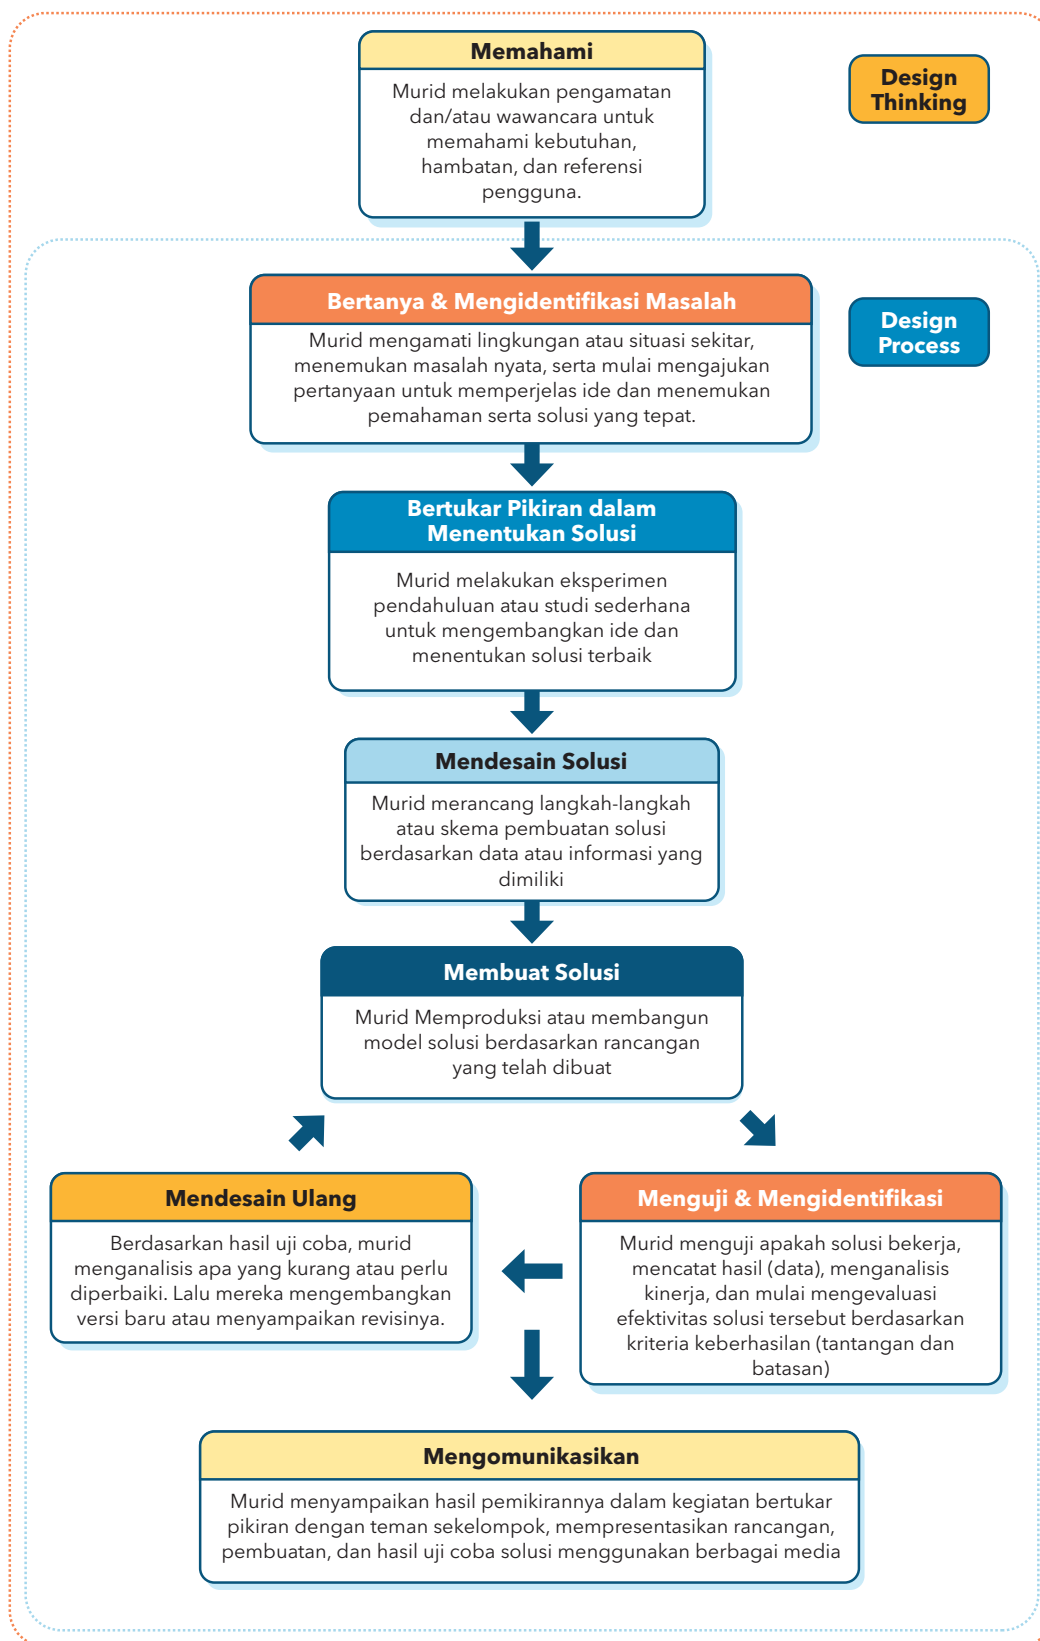 Memahami
Murid melakukan pengamatan
dan/atau wawancara untuk
memahami kebutuhan,
hambatan, dan referensi
pengguna.
Design
Thinking
Bertanya & Mengidentifikasi Masalah
Murid mengamati lingkungan atau situasi sekitar,
menemukan masalah nyata, serta mulai mengajukan
pertanyaan untuk memperjelas ide dan menemukan
pemahaman serta solusi yang tepat.
Design
Process
Bertukar Pikiran dalam
Menentukan Solusi
Murid melakukan eksperimen
pendahuluan atau studi sederhana
untuk mengembangkan ide dan
menentukan solusi terbaik
Mendesain Solusi
Murid merancang langkah-langkah
atau skema pembuatan solusi
berdasarkan data atau informasi yang
dimiliki
Membuat Solusi
Murid Memproduksi atau membangun
model solusi berdasarkan rancangan
yang telah dibuat
Mendesain Ulang
Berdasarkan hasil uji coba, murid
menganalisis apa yang kurang atau perlu
diperbaiki. Lalu mereka mengembangkan
versi baru atau menyampaikan revisinya.
Menguji & Mengidentifikasi
Murid menguji apakah solusi bekerja,
mencatat hasil (data), menganalisis
kinerja, dan mulai mengevaluasi
efektivitas solusi tersebut berdasarkan
kriteria keberhasilan (tantangan dan
batasan)
Mengomunikasikan
Murid menyampaikan hasil pemikirannya dalam kegiatan bertukar
pikiran dengan teman sekelompok, mempresentasikan rancangan,
pembuatan, dan hasil uji coba solusi menggunakan berbagai media